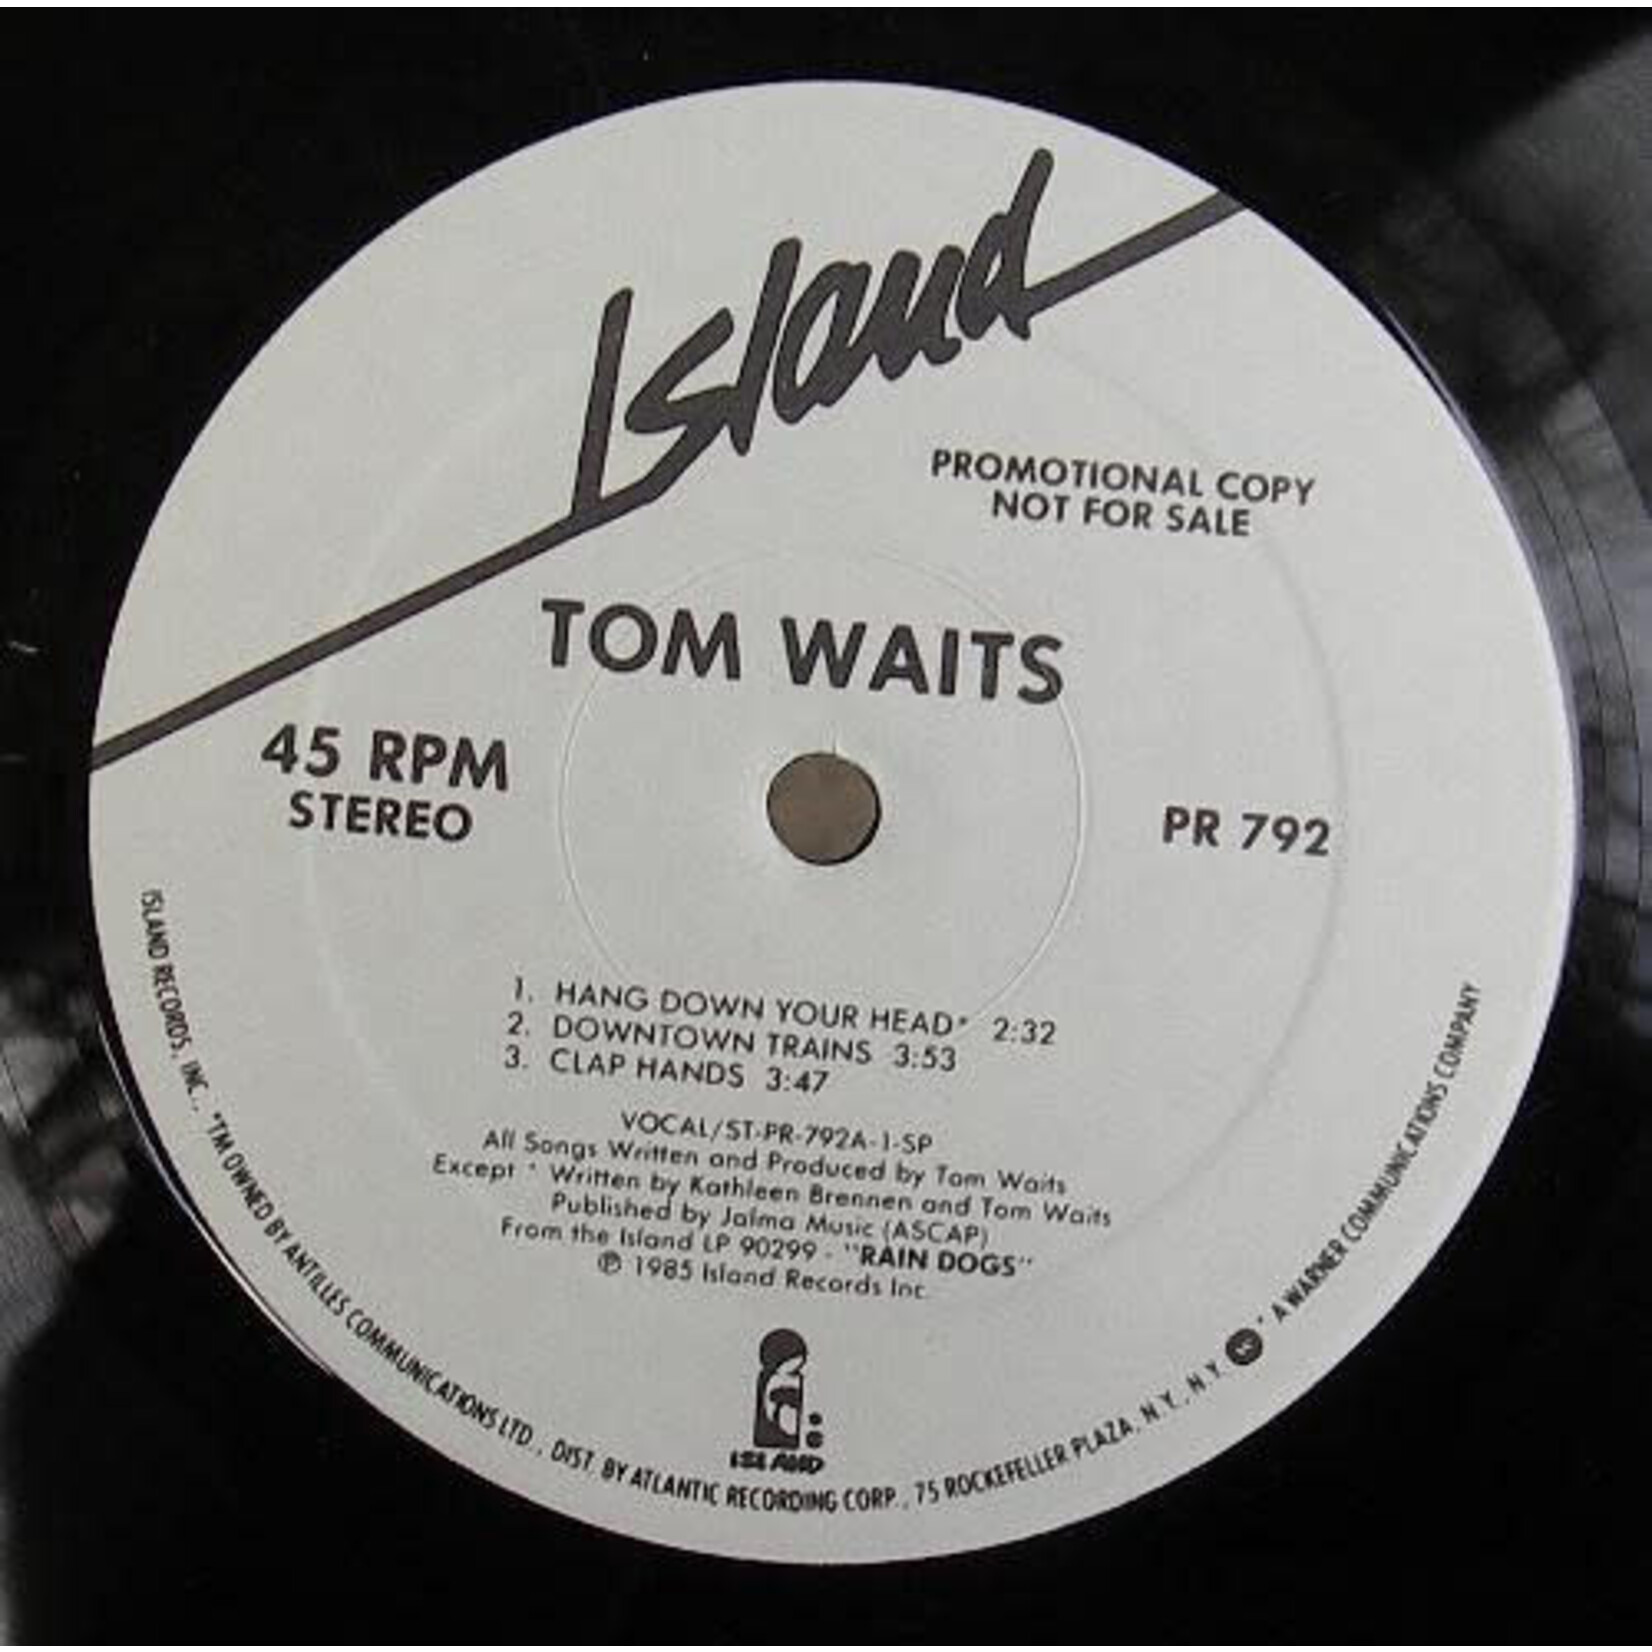 Island
PROMOTIONAL COPY
NOT FOR SALE
TOM WAITS
45 RPM
STEREO
PR 792
1. HANG DOWN YOUR HEAD* 2:32
2. DOWNTOWN TRAINS 3:53
3. CLAP HANDS 3:47
VOCAL/ST-PR-792A-1-SP
All Songs Written and Produced by Tom Waits
Except * Written by Kathleen Brennen and Tom Waits
Published by Jalma Music (ASCAP)
From the Island LP 90299 - "RAIN DOGS"
℗ 1985 Island Records Inc.
ISLAND
ISLAND RECORDS, INC., *TM OWNED BY ANTILLES COMMUNICATIONS LTD., DIST. BY ATLANTIC RECORDING CORP., 75 ROCKEFELLER PLAZA, N.Y., N.Y. W * A WARNER COMMUNICATIONS COMPANY